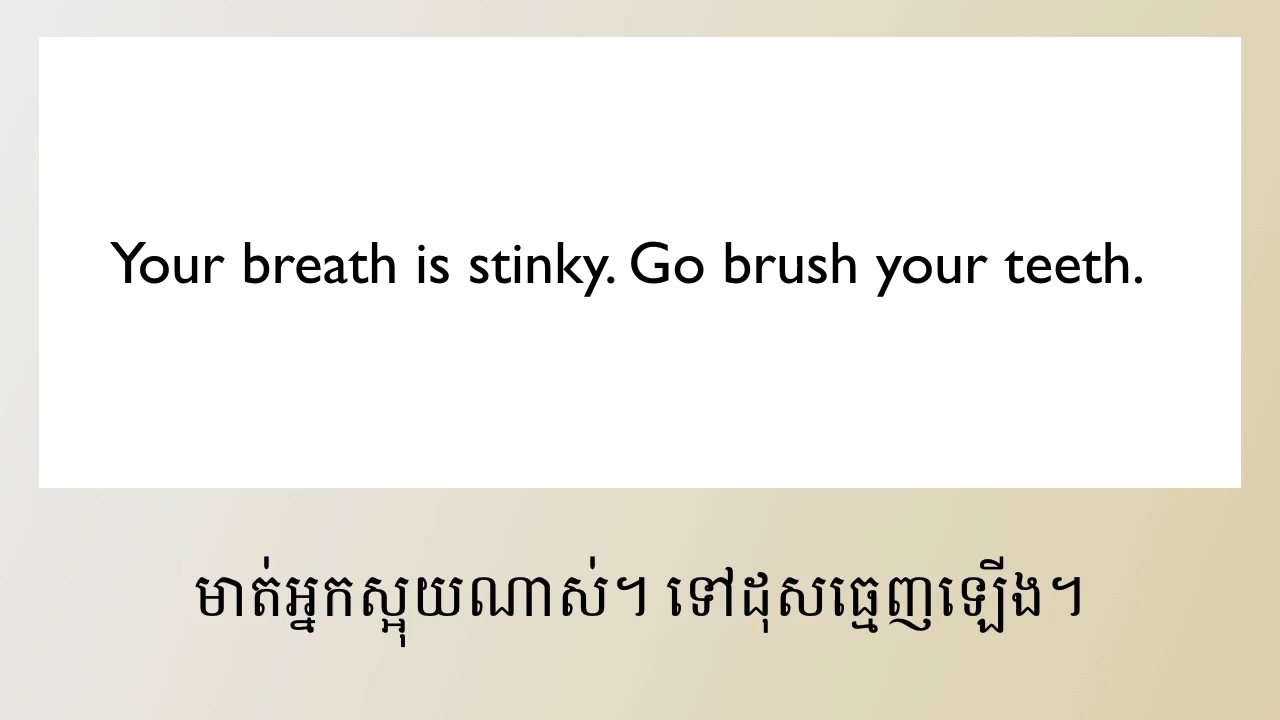 Your breath is stinky. Go brush your teeth.
មាត់អ្នកស្អុយណាស់។ ទៅដុសធ្មេញឡើង។